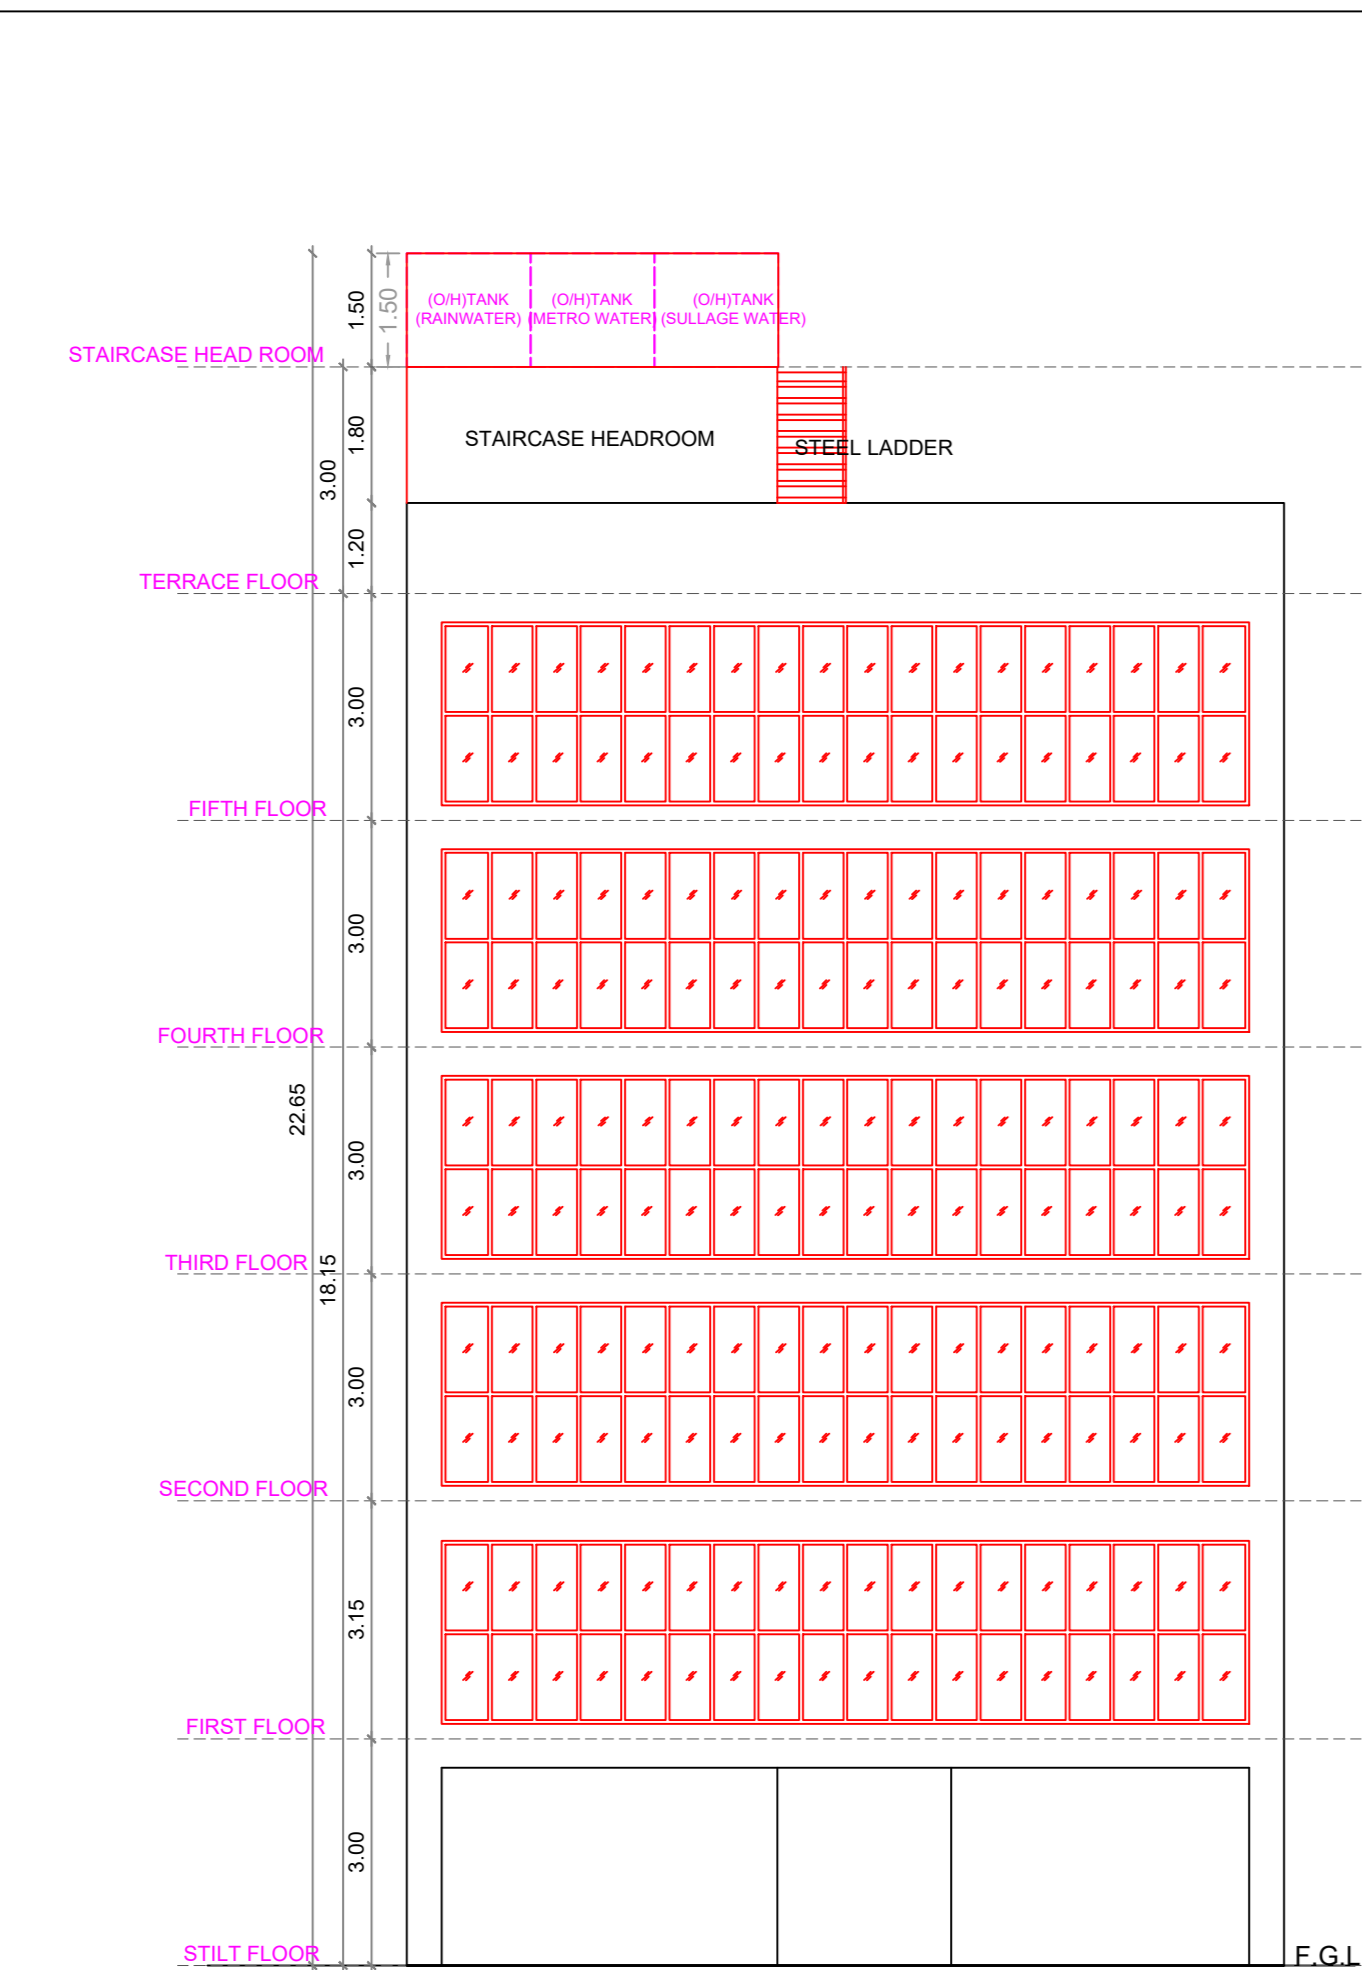 (O/H)TANK
(RAINWATER)
(O/H)TANK
(METRO WATER)
(O/H)TANK
(SULLAGE WATER)
1.50
1.50
STAIRCASE HEAD ROOM
STAIRCASE HEADROOM
STEEL LADDER
1.80
3.00
1.20
TERRACE FLOOR
3.00
FIFTH FLOOR
3.00
FOURTH FLOOR
22.65
3.00
THIRD FLOOR
18.15
3.00
SECOND FLOOR
3.15
FIRST FLOOR
3.00
STILT FLOOR
F.G.L